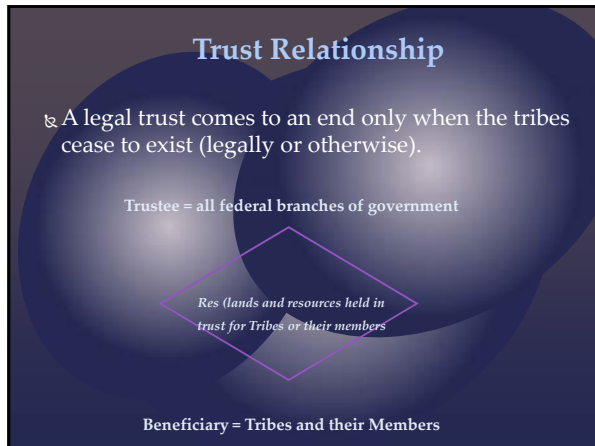 Trust Relationship
A legal trust comes to an end only when the tribes
cease to exist (legally or otherwise).
Trustee = all federal branches of government
Res (lands and resources held in
trust for Tribes or their members
Beneficiary = Tribes and their Members